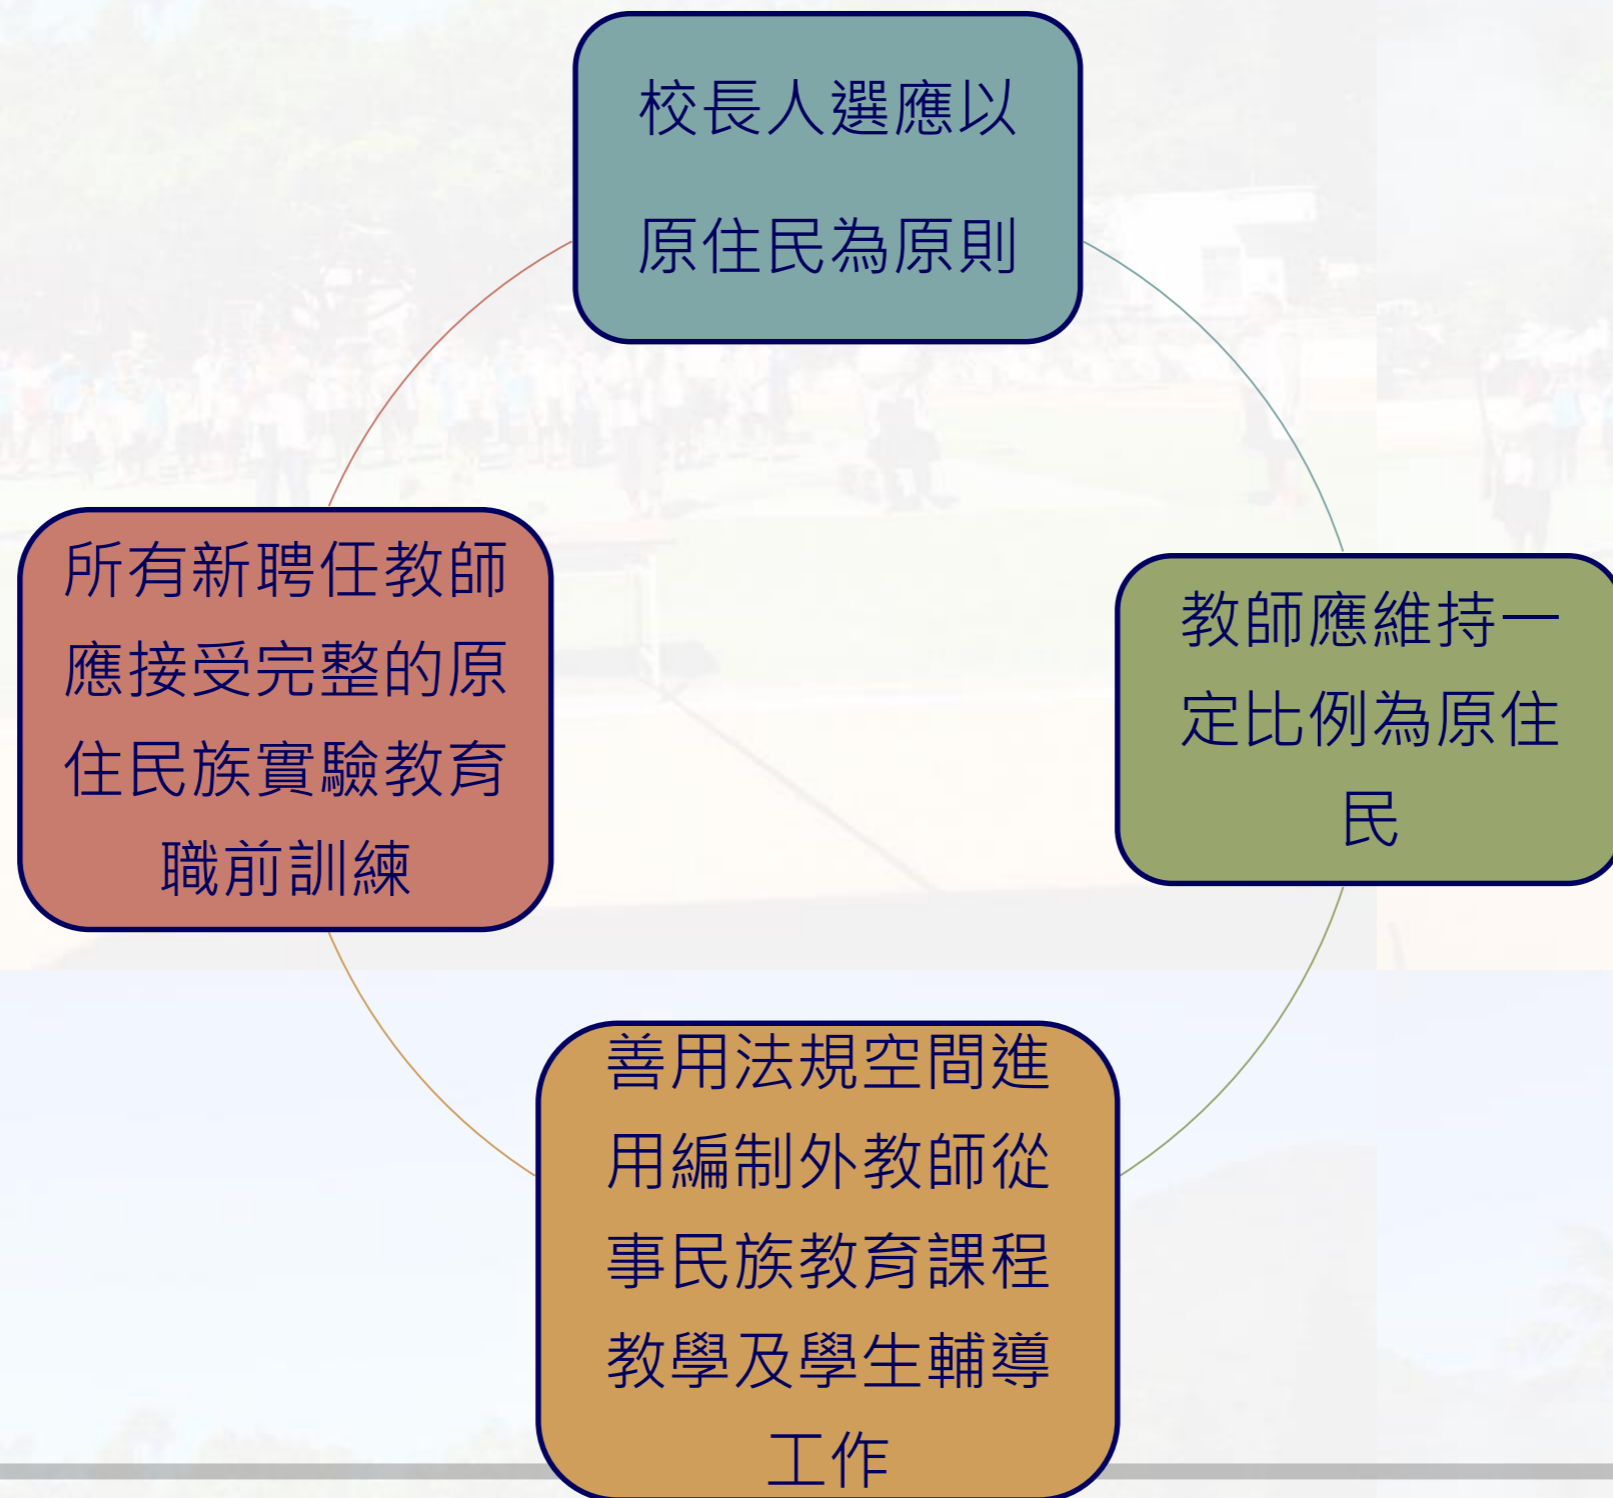 校長人選應以
原住民為原則
教師應維持一
定比例為原住
民
善用法規空間進
用編制外教師從
事民族教育課程
教學及學生輔導
工作
所有新聘任教師
應接受完整的原
住民族實驗教育
職前訓練